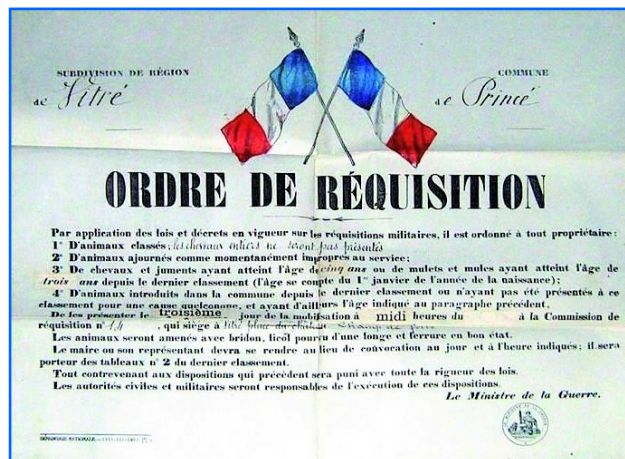 SUBDIVISION DE RÉGION
de Vitré
COMMUNE
de Princé
ORDRE DE RÉQUISITION
Par application des lois et décrets en vigueur sur les réquisitions militaires, il est ordonné à tout propriétaire :
1° D'animaux classés; les chevaux entiers ne seront pas présentés
2° D'animaux ajournés comme momentanément impropres au service;
3° De chevaux et juments ayant atteint l'âge de cinq ans ou de mulets et mules ayant atteint l'âge de
trois ans depuis le dernier classement (l'âge se compte du 1er janvier de l'année de la naissance);
4° D'animaux introduits dans la commune depuis le dernier classement ou n'ayant pas été présentés à ce
classement pour une cause quelconque, et ayant d'ailleurs l'âge indiqué au paragraphe précédent,
De les présenter le troisième jour de la mobilisation à midi heures du à la Commission de
réquisition n° 14, qui siège à Vitré place du Château
Les animaux seront amenés avec bridon, licol pourvu d'une longe et ferrure en bon état.
Le maire ou son représentant devra se rendre au lieu de convocation au jour et à l'heure indiqués; il sera
porteur des tableaux n° 2 du dernier classement.
Tout contrevenant aux dispositions qui précèdent sera puni avec toute la rigueur des lois.
Les autorités civiles et militaires seront responsables de l'exécution de ces dispositions.
Le Ministre de la Guerre.
IMPRIMERIE NATIONALE.